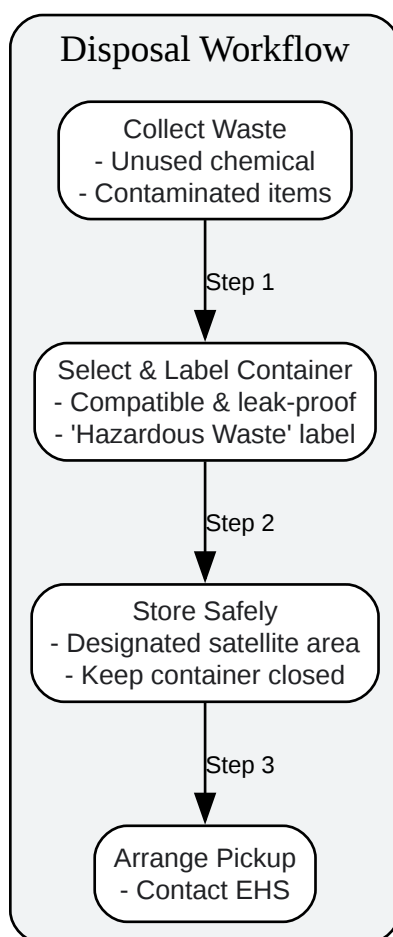 Disposal Workflow
Collect Waste
- Unused chemical
- Contaminated items
Step 1
Select & Label Container
- Compatible & leak-proof
- 'Hazardous Waste' label
Step 2
Store Safely
- Designated satellite area
- Keep container closed
Step 3
Arrange Pickup
- Contact EHS